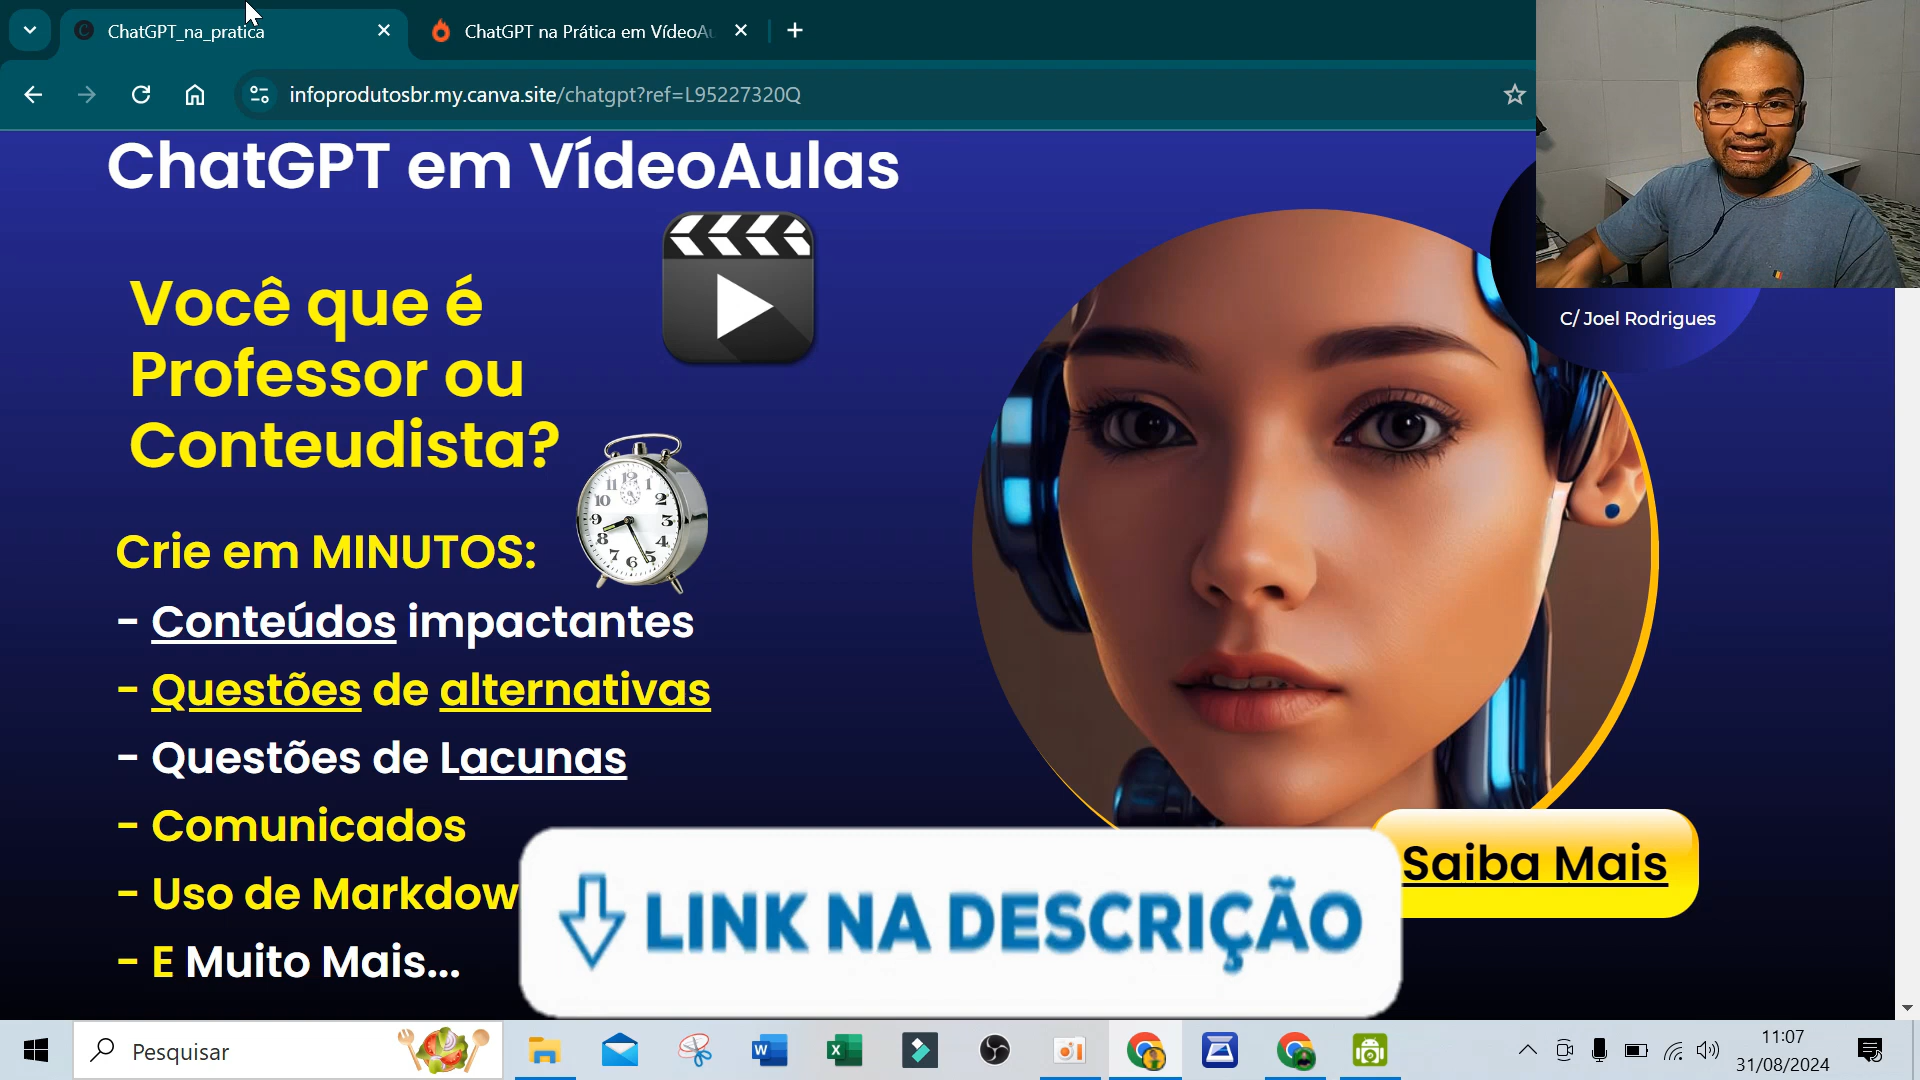 ChatGPT_na_pratica
ChatGPT na Prática em VídeoAu
infoprodutosbr.my.canva.site/chatgpt?ref=L95227320Q
ChatGPT em VídeoAulas
Você que é
Professor ou
Conteudista?
C/ Joel Rodrigues
Crie em MINUTOS:
- Conteúdos impactantes
- Questões de alternativas
- Questões de Lacunas
- Comunicados
- Uso de Markdow
- E Muito Mais...
Saiba Mais
LINK NA DESCRIÇÃO
Pesquisar
11:07
31/08/2024